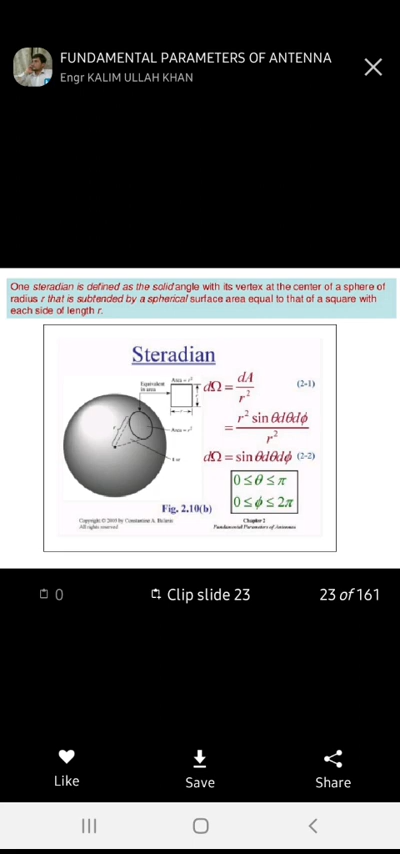 FUNDAMENTAL PARAMETERS OF ANTENNA
Engr KALIM ULLAH KHAN
One steradian is defined as the solid angle with its vertex at the center of a sphere of
radius r that is subtended by a spherical surface area equal to that of a square with
each side of length r.
Steradian
Equivalent
in area
Area = r²
r
r
Area = r²
r
1 sr
dΩ = dA / r² (2-1)
= r² sin θdθdϕ / r²
dΩ = sin θdθdϕ (2-2)
0 ≤ θ ≤ π
0 ≤ ϕ ≤ 2π
Fig. 2.10(b)
Copyright © 2005 by Constantine A. Balanis
All rights reserved
Chapter 2
Fundamental Parameters of Antennas
0
Clip slide 23
23 of 161
Like
Save
Share